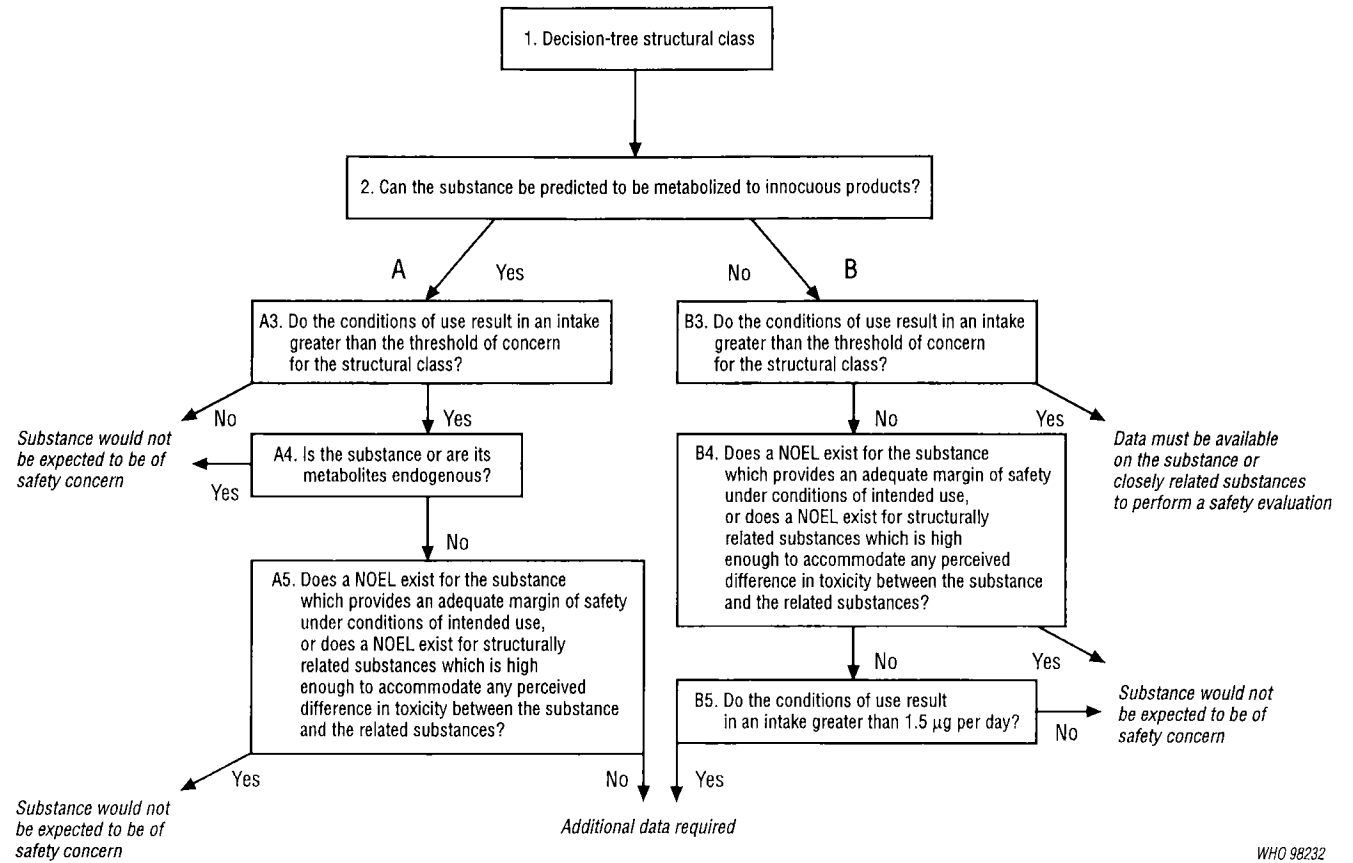 1. Decision-tree structural class
2. Can the substance be predicted to be metabolized to innocuous products?
A
Yes
No
B
A3. Do the conditions of use result in an intake
greater than the threshold of concern
for the structural class?
B3. Do the conditions of use result in an intake
greater than the threshold of concern
for the structural class?
No
Yes
No
Yes
Substance would not
be expected to be of
safety concern
A4. Is the substance or are its
metabolites endogenous?
Yes
No
B4. Does a NOEL exist for the substance
which provides an adequate margin of safety
under conditions of intended use,
or does a NOEL exist for structurally
related substances which is high
enough to accommodate any perceived
difference in toxicity between the substance
and the related substances?
Data must be available
on the substance or
closely related substances
to perform a safety evaluation
A5. Does a NOEL exist for the substance
which provides an adequate margin of safety
under conditions of intended use,
or does a NOEL exist for structurally
related substances which is high
enough to accommodate any perceived
difference in toxicity between the substance
and the related substances?
No
Yes
B5. Do the conditions of use result
in an intake greater than 1.5 µg per day?
No
Substance would not
be expected to be of
safety concern
Yes
No
Yes
Substance would not
be expected to be of
safety concern
Additional data required
WHO 98232